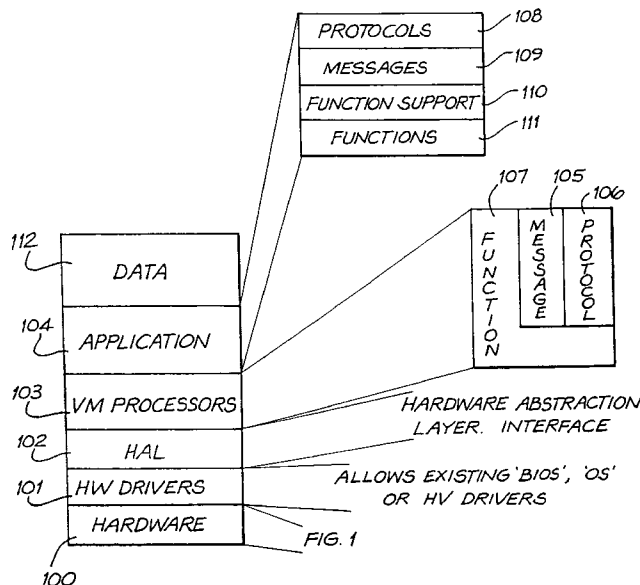 PROTOCOLS
108
MESSAGES
109
FUNCTION SUPPORT
110
FUNCTIONS
111
107
105
106
FUNCTION
MESSAGE
PROTOCOL
112
DATA
104
APPLICATION
103
VM PROCESSORS
102
HAL
101
HW DRIVERS
HARDWARE
100
HARDWARE ABSTRACTION
LAYER. INTERFACE
ALLOWS EXISTING 'BIOS', 'OS'
OR HV DRIVERS
FIG. 1